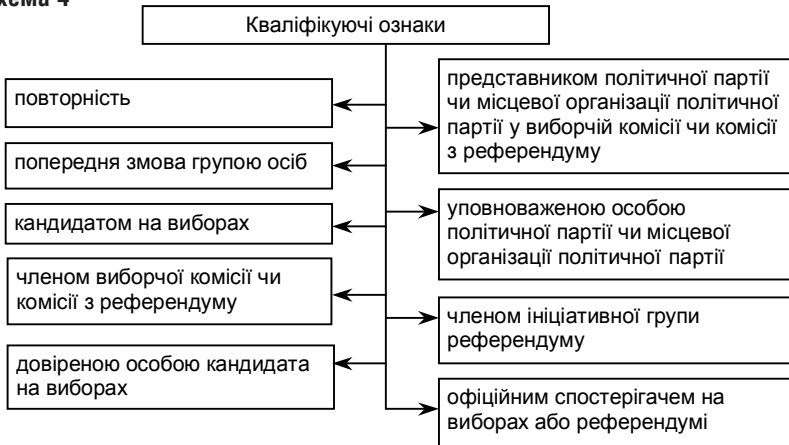 хема 4
Кваліфікуючі ознаки
повторність
попередня змова групою осіб
кандидатом на виборах
членом виборчої комісії чи
комісії з референдуму
довіреною особою кандидата
на виборах
представником політичної партії
чи місцевої організації політичної
партії у виборчій комісії чи комісії
з референдуму
уповноваженою особою
політичної партії чи місцевої
організації політичної партії
членом ініціативної групи
референдуму
офіційним спостерігачем на
виборах або референдумі